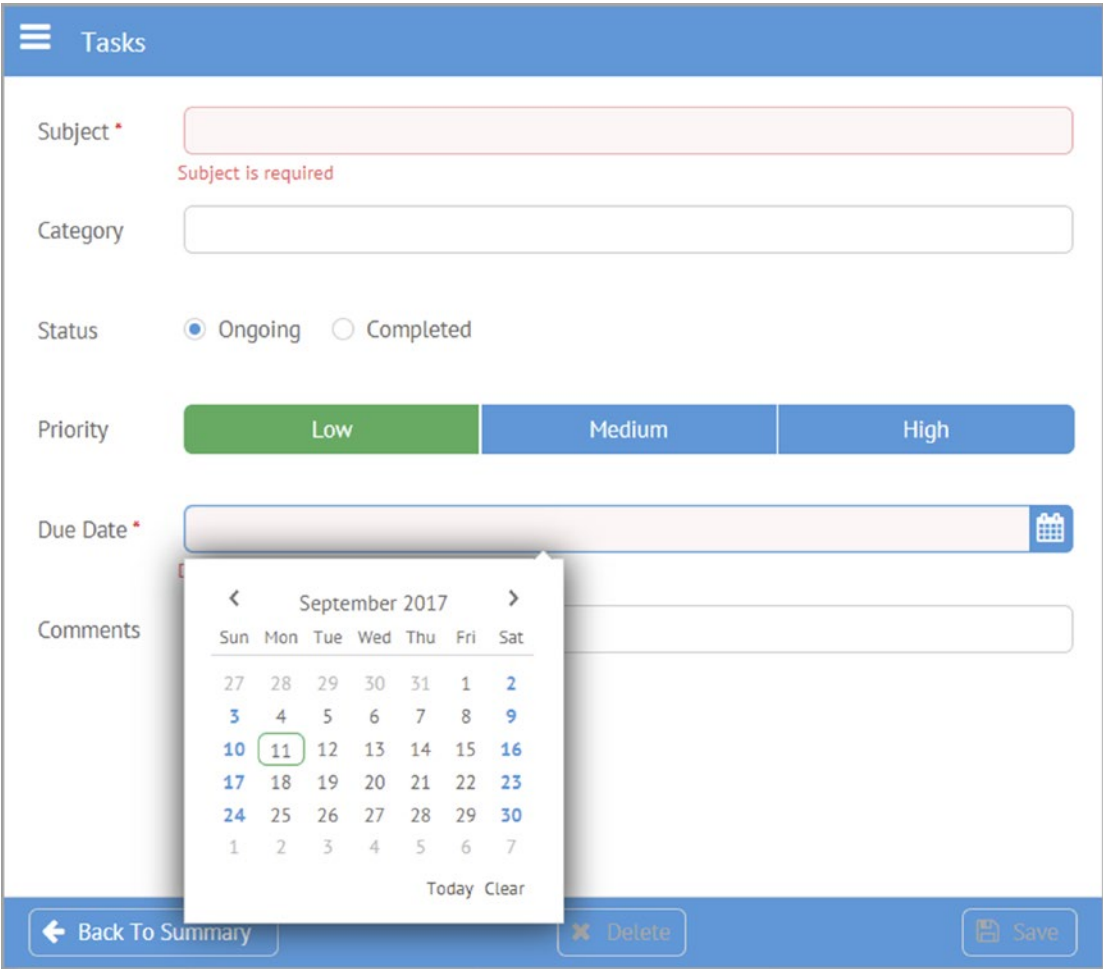 Tasks
Subject *
Subject is required
Category
Status Ongoing Completed
Priority Low Medium High
Due Date *
Comments
September 2017
Sun Mon Tue Wed Thu Fri Sat
27 28 29 30 31 1 2
3 4 5 6 7 8 9
10 11 12 13 14 15 16
17 18 19 20 21 22 23
24 25 26 27 28 29 30
1 2 3 4 5 6 7
Today Clear
Back To Summary Delete Save